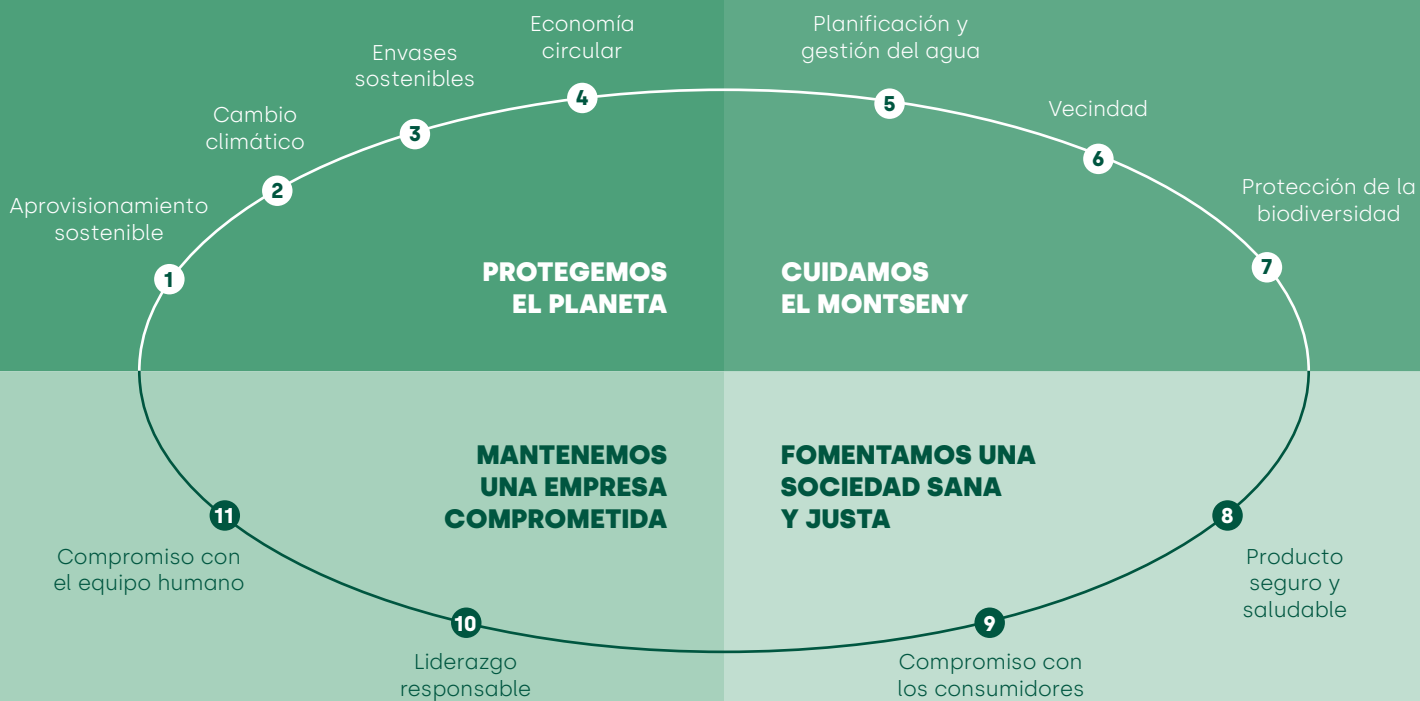 Economía
circular
Planificación y
gestión del agua
Envases
sostenibles
4
5
Vecindad
Cambio
climático
3
6
2
Protección de la
biodiversidad
Aprovisionamiento
sostenible
1
7
PROTEGEMOS
EL PLANETA
CUIDAMOS
EL MONTSENY
MANTENEMOS
UNA EMPRESA
COMPROMETIDA
FOMENTAMOS UNA
SOCIEDAD SANA
Y JUSTA
11
8
Compromiso con
el equipo humano
Producto
seguro y
saludable
10
9
Liderazgo
responsable
Compromiso con
los consumidores